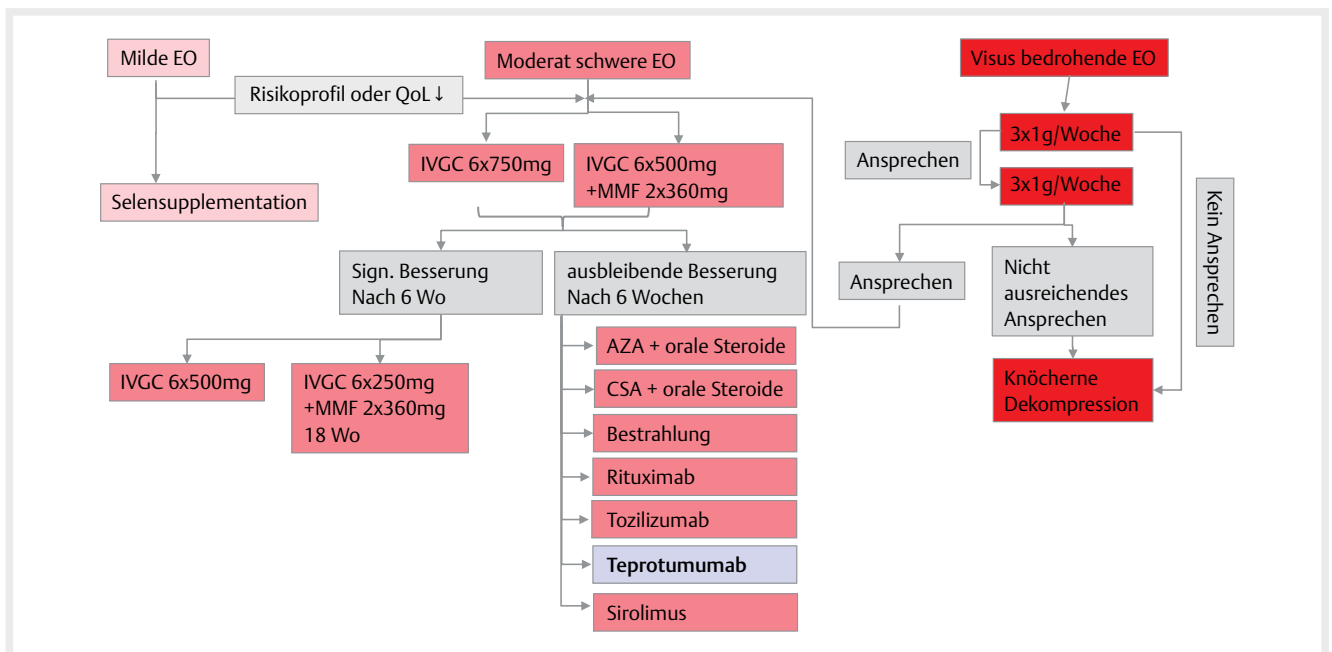 Milde EO
Moderat schwere EO
Visus bedrohende EO
Risikoprofil oder QoL ↓
IVGC 6x750mg
IVGC 6x500mg
+MMF 2x360mg
Selensupplementation
Sign. Besserung
Nach 6 Wo
ausbleibende Besserung
Nach 6 Wochen
IVGC 6x500mg
IVGC 6x250mg
+MMF 2x360mg
18 Wo
AZA + orale Steroide
CSA + orale Steroide
Bestrahlung
Rituximab
Tozilizumab
Teprotumumab
Sirolimus
3x1g/Woche
Ansprechen
3x1g/Woche
Kein Ansprechen
Ansprechen
Nicht
ausreichendes
Ansprechen
Knöcherne
Dekompression